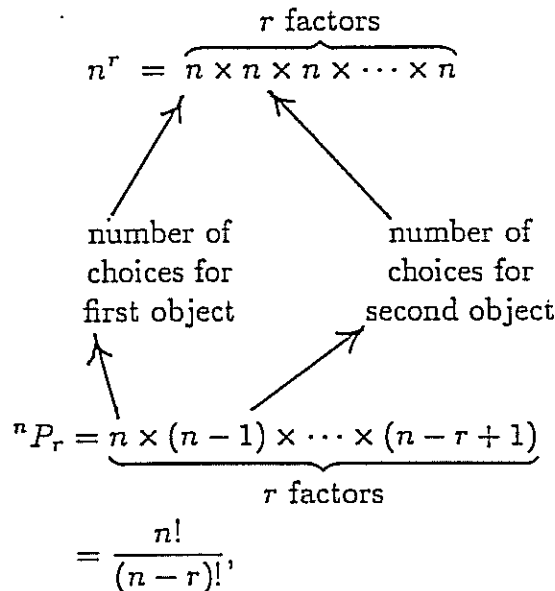 r factors
n^r = n × n × n × ··· × n
number of choices for first object
number of choices for second object
^nP_r = n × (n − 1) × ··· × (n − r + 1)
r factors
= n!/(n − r)!,